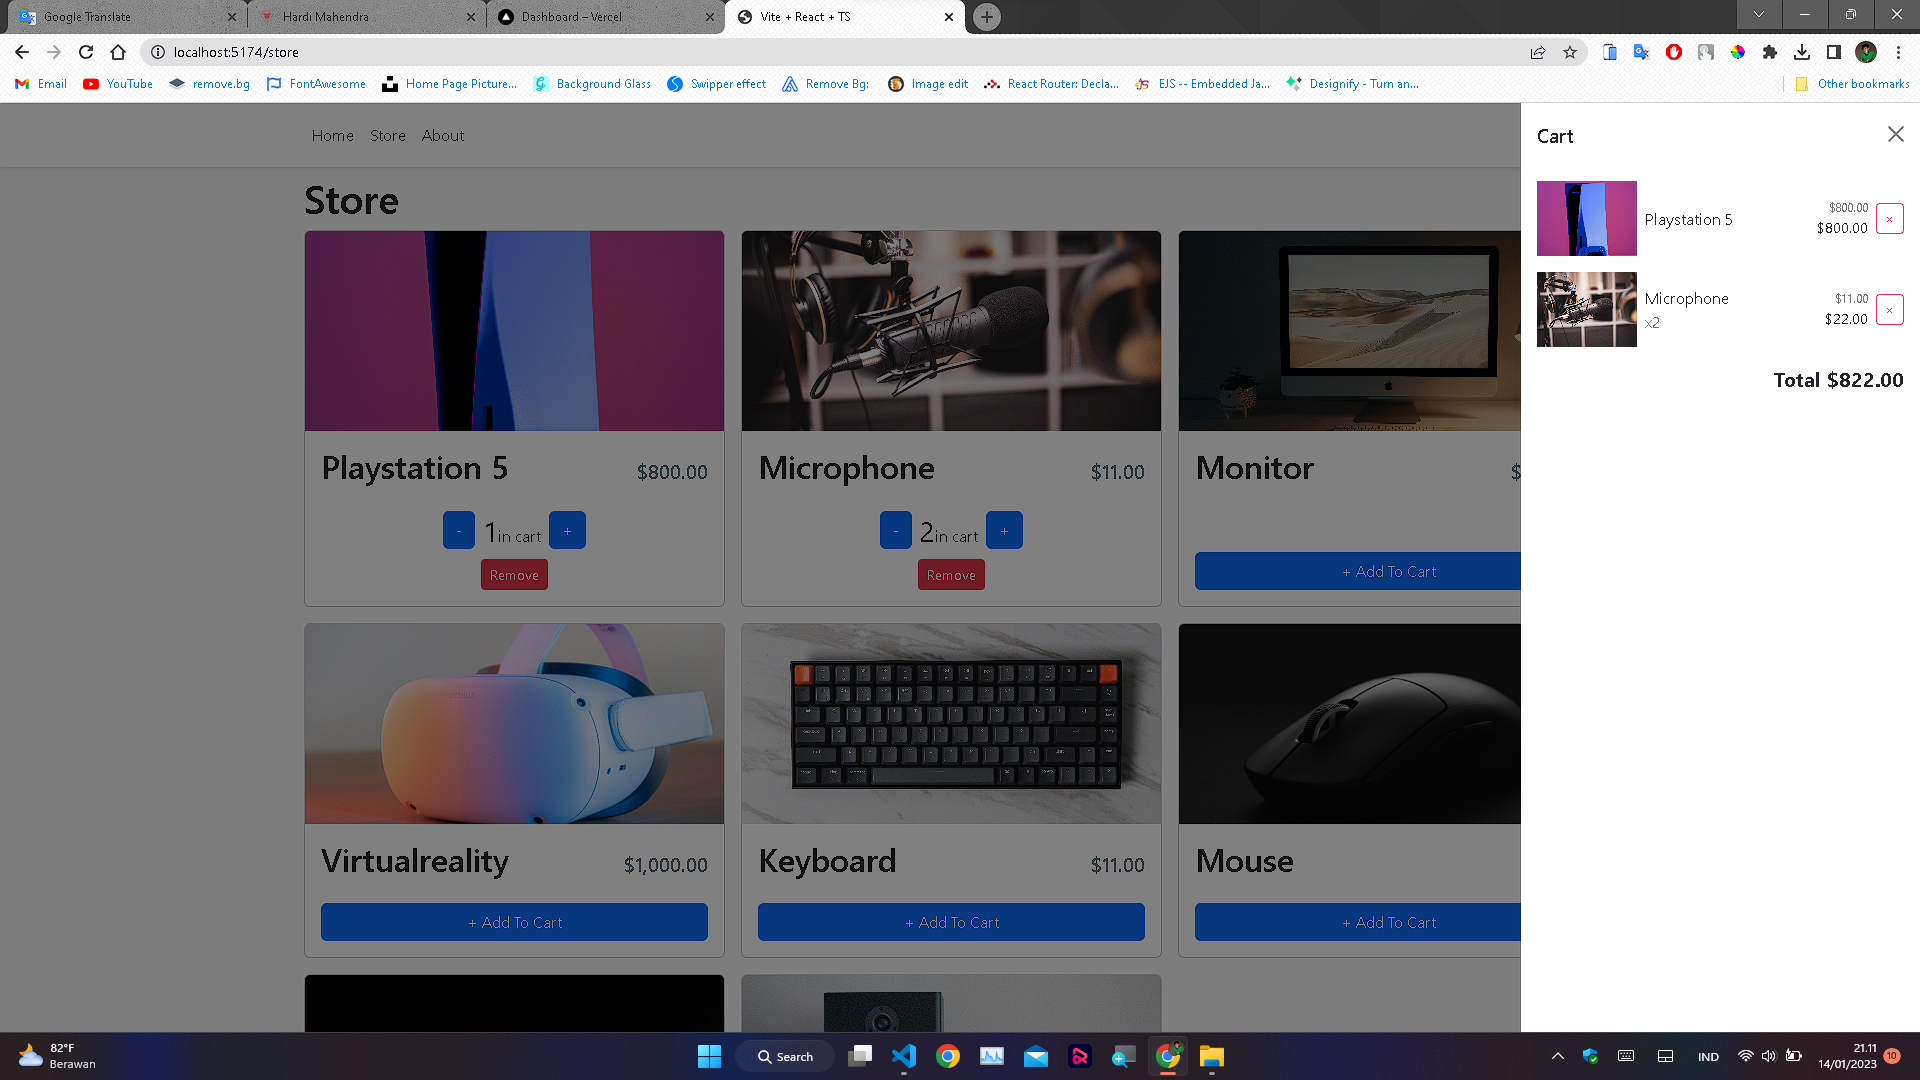 Google Translate
Hardi Mahendra
Dashboard – Vercel
Vite + React + TS
localhost:5174/store
Email
YouTube
remove.bg
FontAwesome
Home Page Picture...
Background Glass
Swipper effect
Remove Bg:
Image edit
React Router: Decla...
EJS -- Embedded Ja...
Designify - Turn an...
Other bookmarks
Home Store About
Store
Playstation 5 $800.00
- 1in cart +
Remove
Microphone $11.00
- 2in cart +
Remove
Monitor $
+ Add To Cart
oculus
Virtualreality $1,000.00
+ Add To Cart
Keyboard $11.00
+ Add To Cart
Mouse
+ Add To Cart
Cart
Playstation 5
$800.00
$800.00
×
Microphone
x2
$11.00
$22.00
×
Total $822.00
82°F
Berawan
Search
IND
21.11
14/01/2023
10